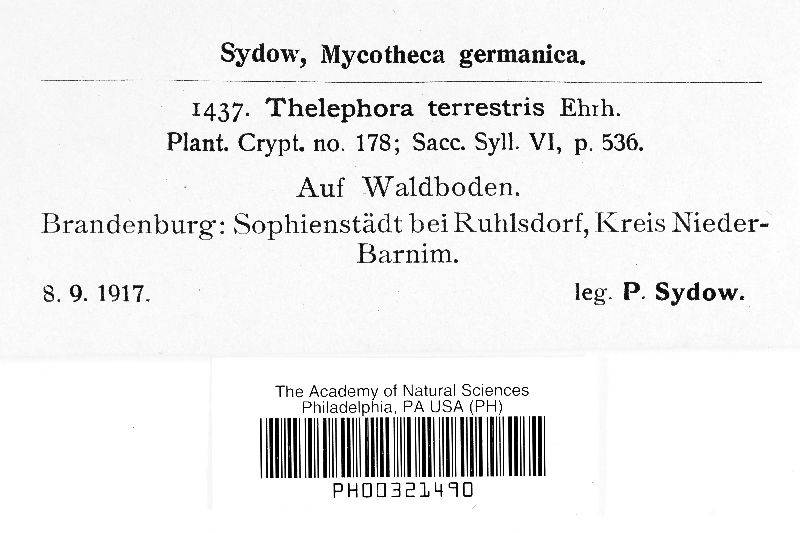 Sydow, Mycotheca germanica.
1437. Thelephora terrestris Ehrh.
Plant. Crypt. no. 178; Sacc. Syll. VI, p. 536.
Auf Waldboden.
Brandenburg: Sophienstädt bei Ruhlsdorf, Kreis Nieder-
Barnim.
8. 9. 1917. leg. P. Sydow.
The Academy of Natural Sciences
Philadelphia, PA USA (PH)
PH00321490